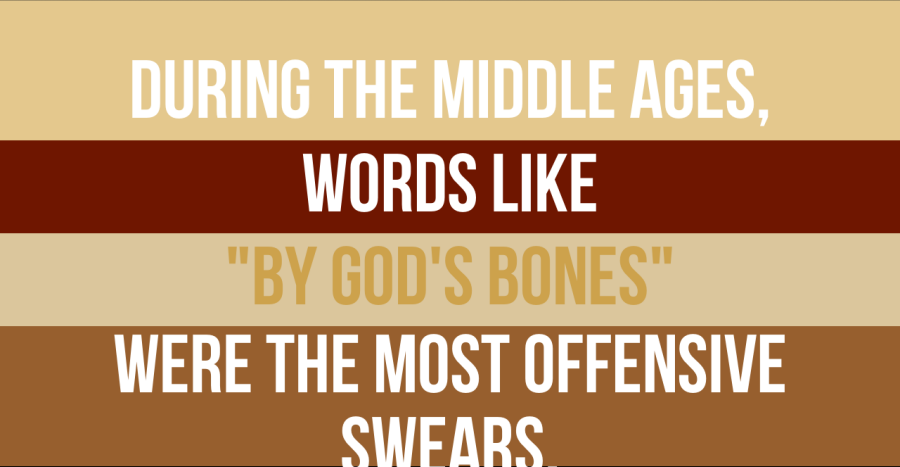 DURING THE MIDDLE AGES,
WORDS LIKE
"BY GOD'S BONES"
WERE THE MOST OFFENSIVE
SWEARS.